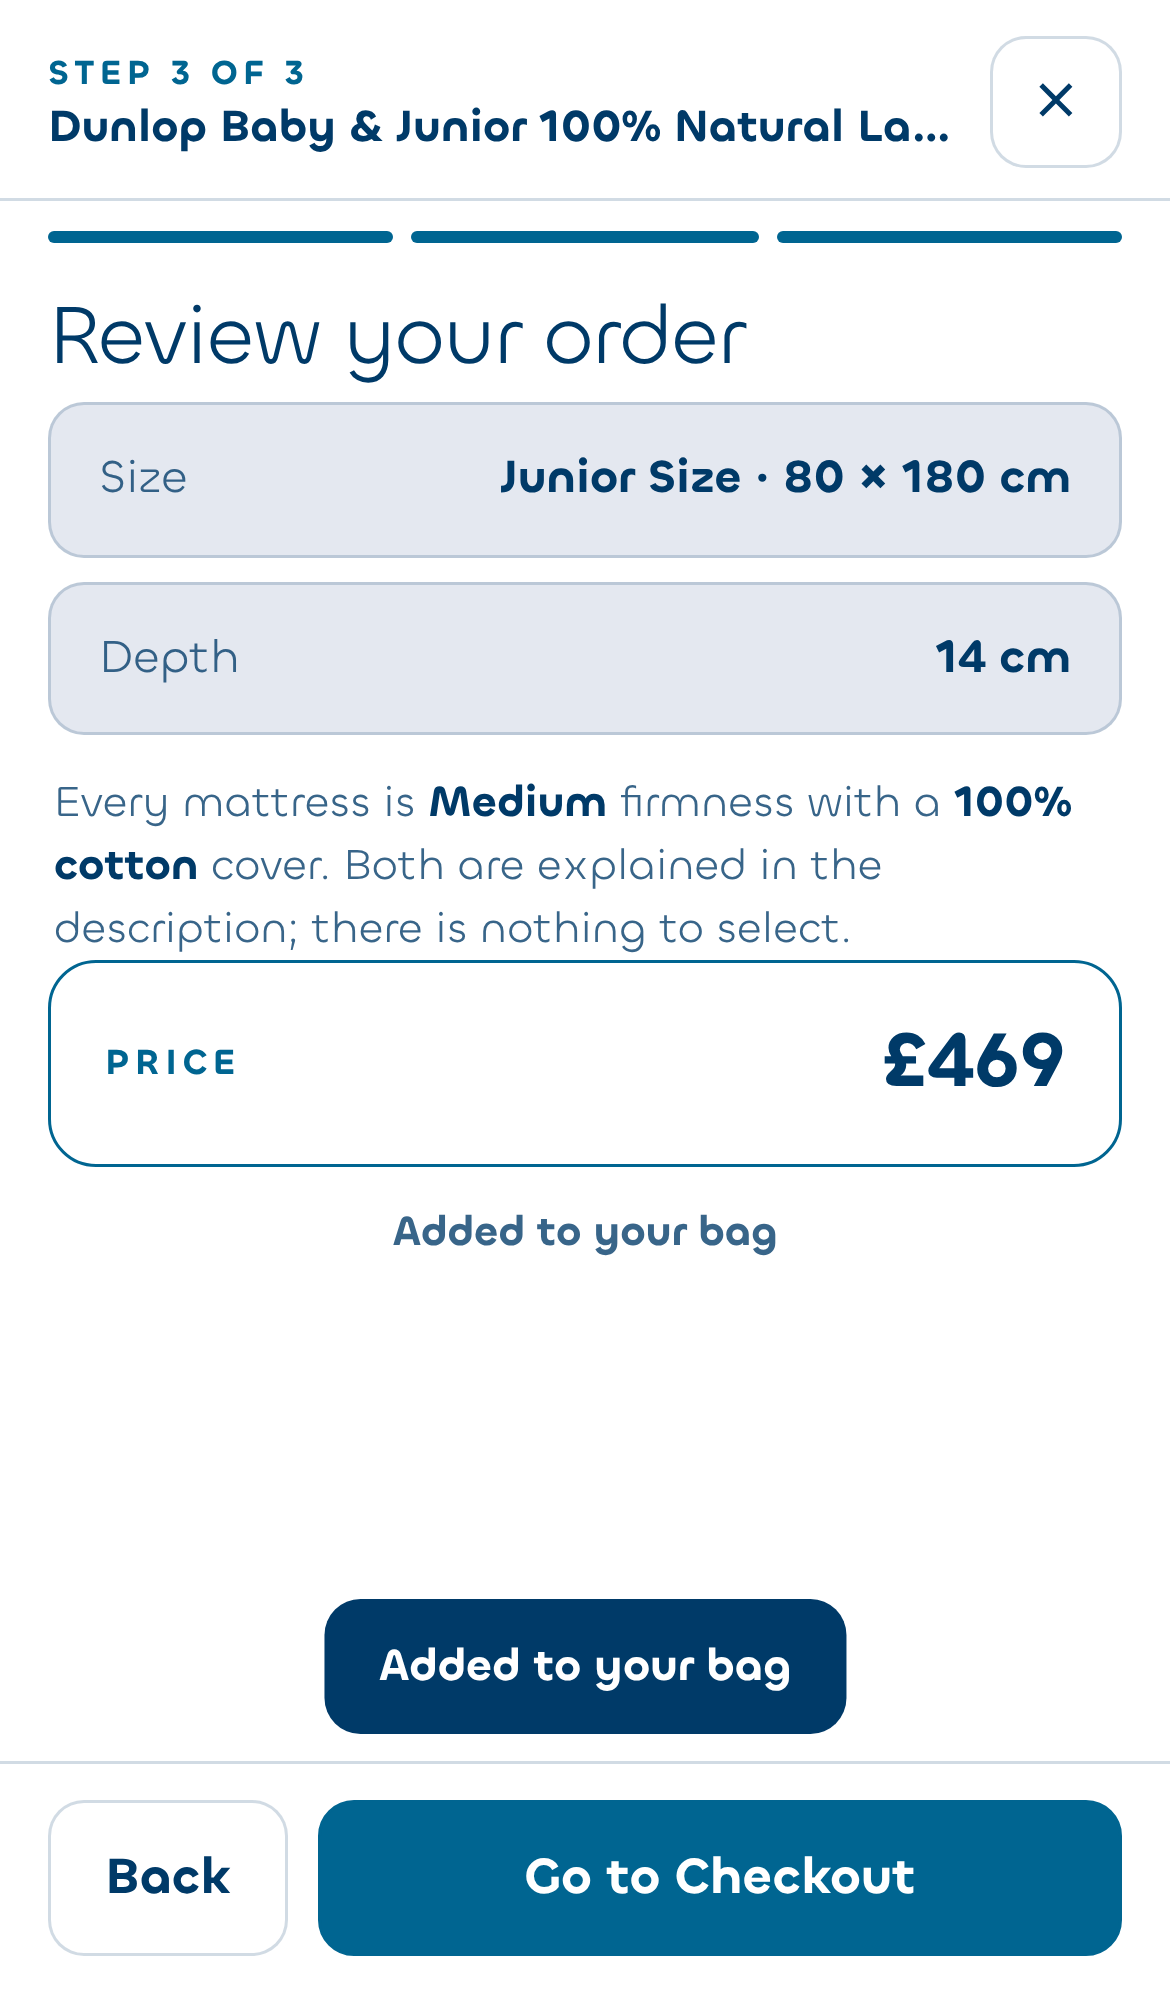 STEP 3 OF 3
Dunlop Baby & Junior 100% Natural La...
×
Review your order
Size Junior Size · 80 × 180 cm
Depth 14 cm
Every mattress is Medium firmness with a 100%
cotton cover. Both are explained in the
description; there is nothing to select.
PRICE £469
Added to your bag
Added to your bag
Back Go to Checkout